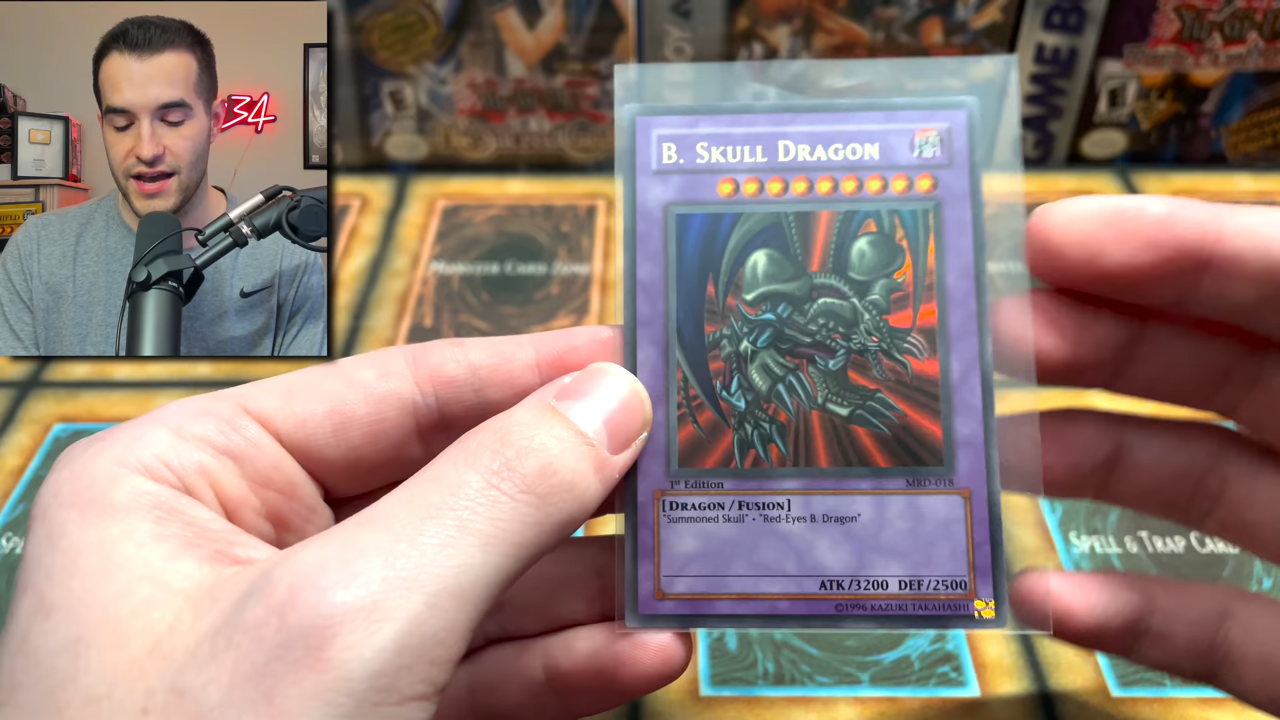 34
GAME B
B. SKULL DRAGON
MONSTER CARD ZONE
1st Edition
MRD-018
[DRAGON / FUSION]
"Summoned Skull" • "Red-Eyes B. Dragon"
ATK/3200 DEF/2500
©1996 KAZUKI TAKAHASHI
SPELL & TRAP CARD